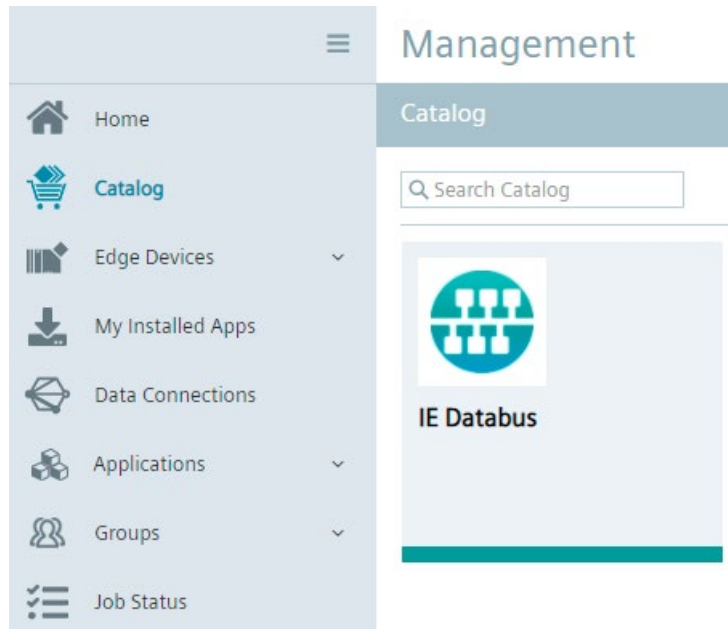 Management
Home
Catalog
Edge Devices
My Installed Apps
Data Connections
Applications
Groups
Job Status
Catalog
Search Catalog
IE Databus